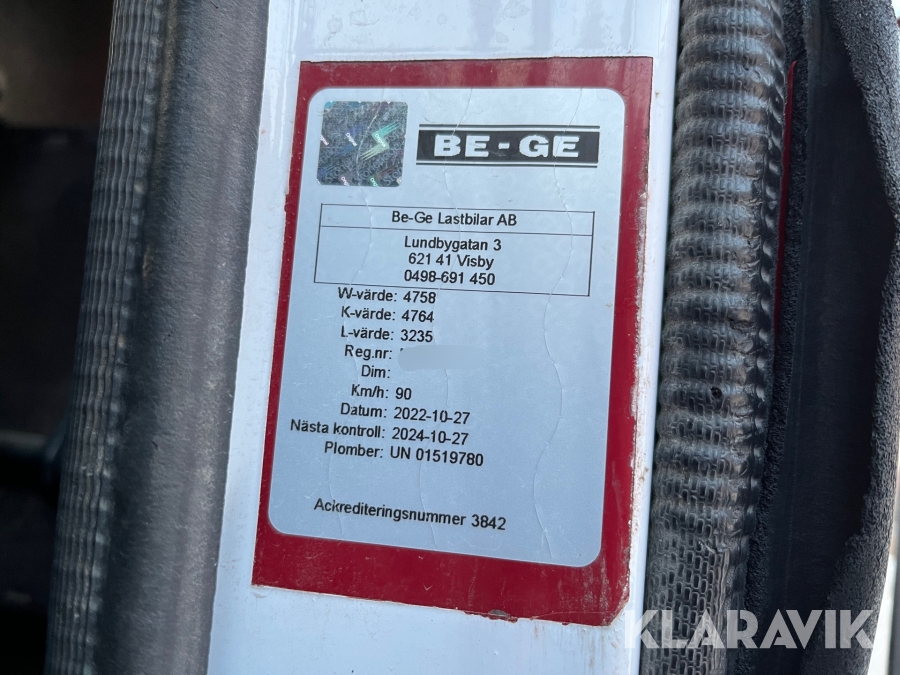 BE-GE
Be-Ge Lastbilar AB
Lundbygatan 3
621 41 Visby
0498-691 450
W-värde: 4758
K-värde: 4764
L-värde: 3235
Reg.nr:
Dim:
Km/h: 90
Datum: 2022-10-27
Nästa kontroll: 2024-10-27
Plomber: UN 01519780
Ackrediteringsnummer 3842
KLARAVIK